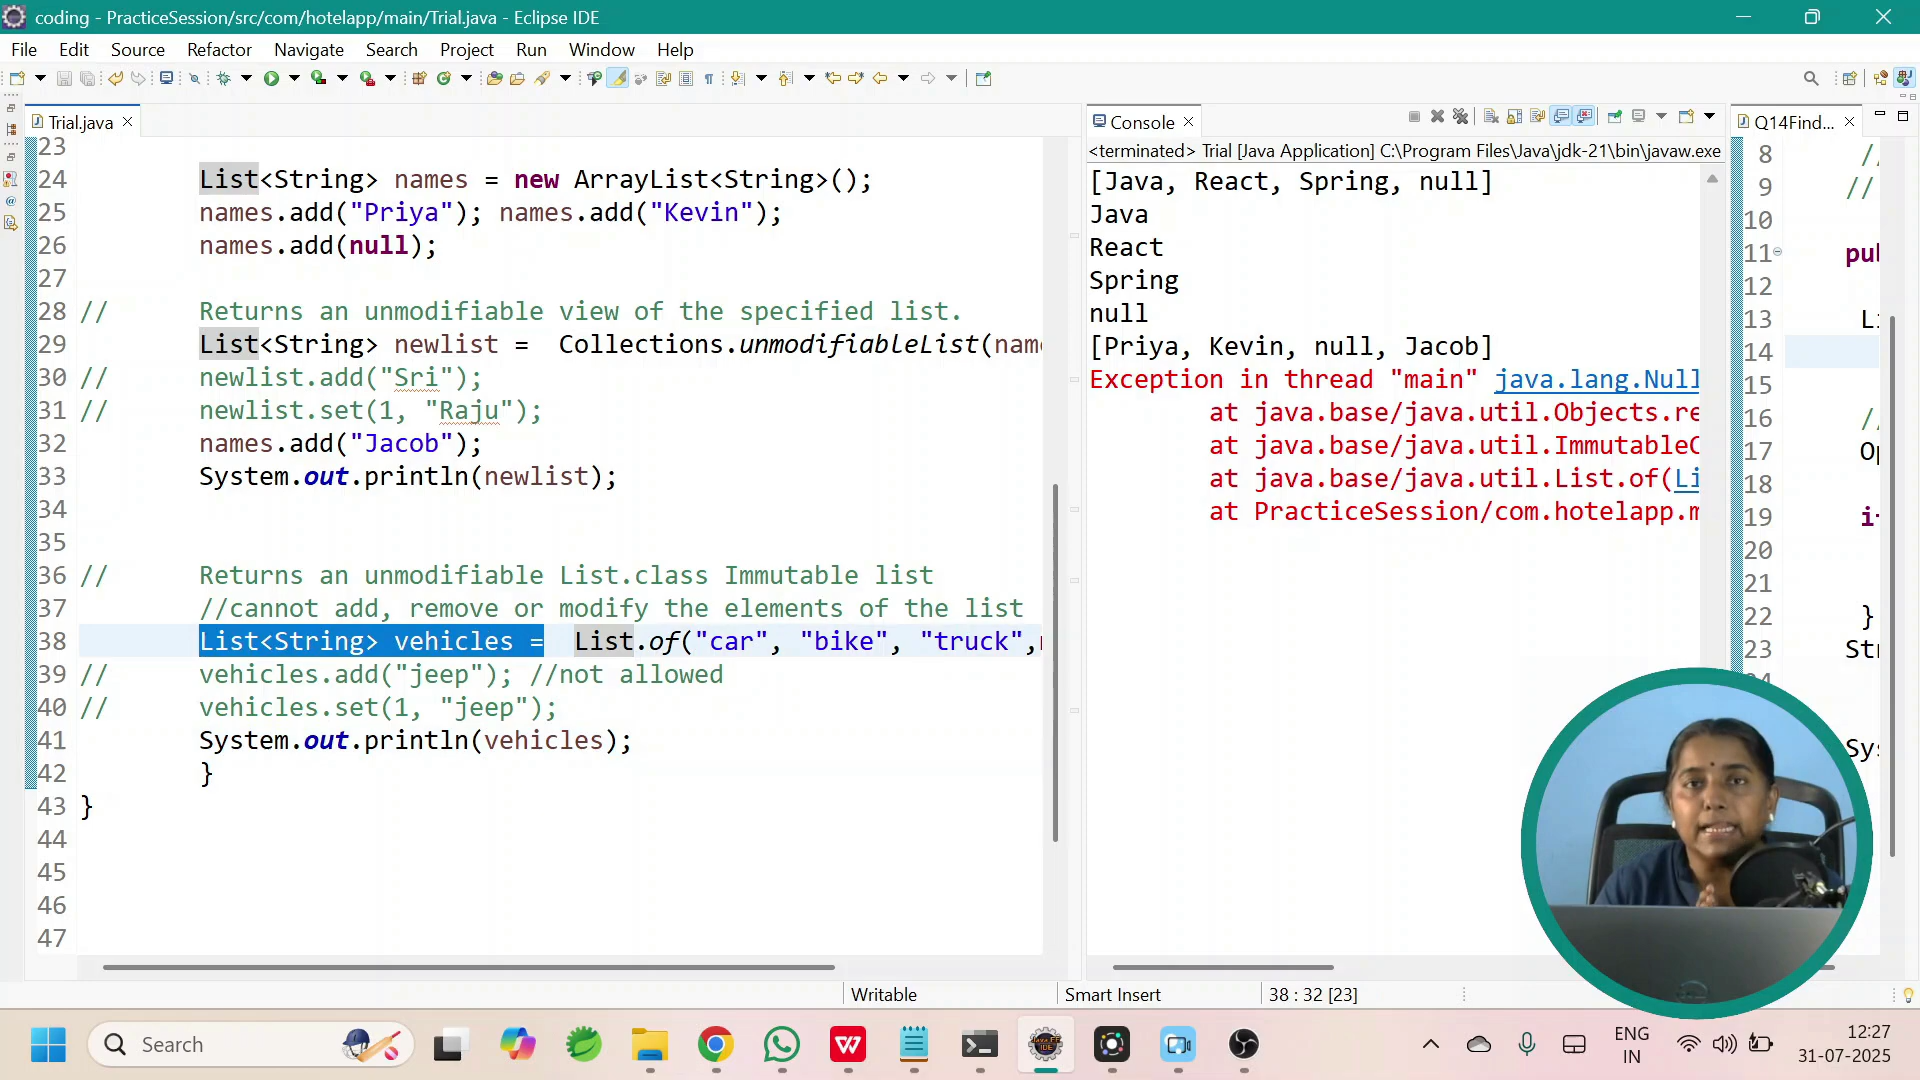 coding - PracticeSession/src/com/hotelapp/main/Trial.java - Eclipse IDE
File Edit Source Refactor Navigate Search Project Run Window Help
Trial.java
23
24 List<String> names = new ArrayList<String>();
25 names.add("Priya"); names.add("Kevin");
26 names.add(null);
27
28 // Returns an unmodifiable view of the specified list.
29 List<String> newlist = Collections.unmodifiableList(nam
30 // newlist.add("Sri");
31 // newlist.set(1, "Raju");
32 names.add("Jacob");
33 System.out.println(newlist);
34
35
36 // Returns an unmodifiable List.class Immutable list
37 //cannot add, remove or modify the elements of the list
38 List<String> vehicles = List.of("car", "bike", "truck",
39 // vehicles.add("jeep"); //not allowed
40 // vehicles.set(1, "jeep");
41 System.out.println(vehicles);
42 }
43 }
44
45
46
47
Console
<terminated> Trial [Java Application] C:\Program Files\Java\jdk-21\bin\javaw.exe
[Java, React, Spring, null]
Java
React
Spring
null
[Priya, Kevin, null, Jacob]
Exception in thread "main" java.lang.Null
at java.base/java.util.Objects.re
at java.base/java.util.ImmutableC
at java.base/java.util.List.of(Li
at PracticeSession/com.hotelapp.m
Q14Find...
8 //
9 //
10
11 pul
12
13 Li
14
15
16 //
17 Op
18
19 if
20
21
22 }
23 Str
24
Sys
Writable Smart Insert 38 : 32 [23]
Search
ENG
IN
12:27
31-07-2025